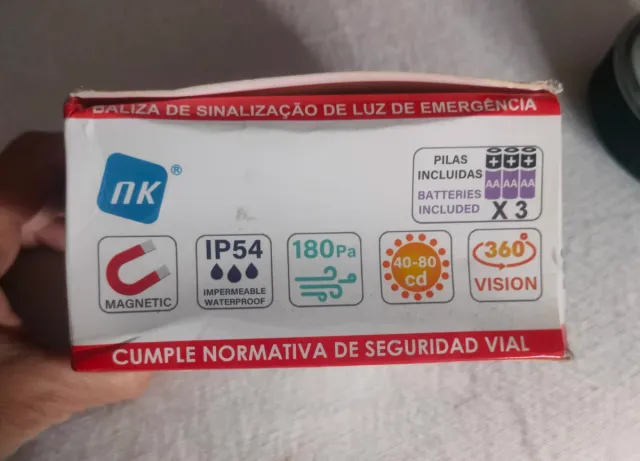 BALIZA DE SINALIZAÇÃO DE LUZ DE EMERGÊNCIA
NK®
PILAS
INCLUIDAS
BATTERIES
INCLUDED
AA AA AA
X 3
MAGNETIC
IP54
IMPERMEABLE
WATERPROOF
180Pa
40-80
cd
360°
VISION
CUMPLE NORMATIVA DE SEGURIDAD VIAL